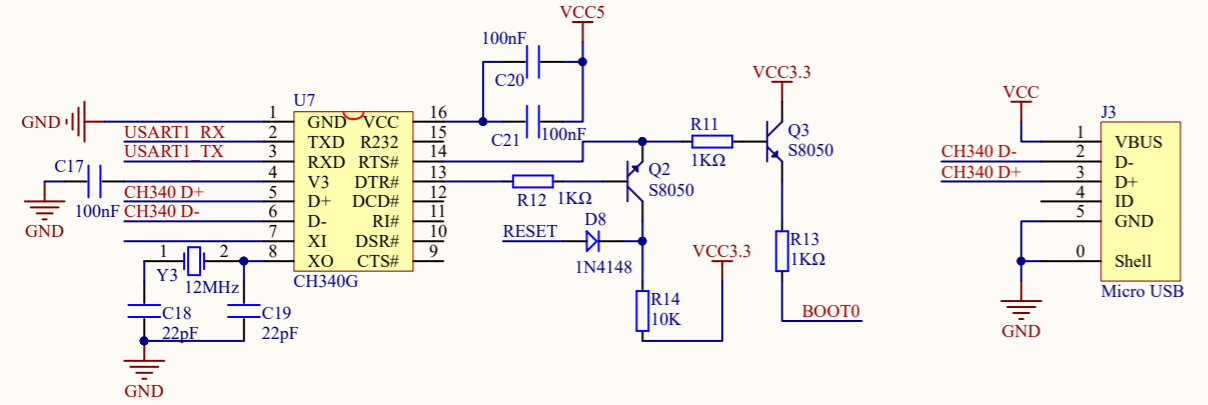 VCC5
100nF
C20
C21
100nF
VCC3.3
VCC
U7
GND
1
GND
VCC
16
USART1_RX
2
TXD
R232
15
USART1_TX
3
RXD
RTS#
14
C17
100nF
GND
4
V3
DTR#
13
CH340 D+
5
D+
DCD#
12
CH340 D-
6
D-
RI#
11
7
XI
DSR#
10
8
XO
CTS#
9
CH340G
1
2
Y3
12MHz
C18
22pF
C19
22pF
GND
R11
1KΩ
Q3
S8050
Q2
S8050
R12
1KΩ
RESET
D8
1N4148
VCC3.3
R14
10K
R13
1KΩ
BOOT0
J3
1
VBUS
CH340 D-
2
D-
CH340 D+
3
D+
4
ID
5
GND
0
Shell
Micro USB
GND